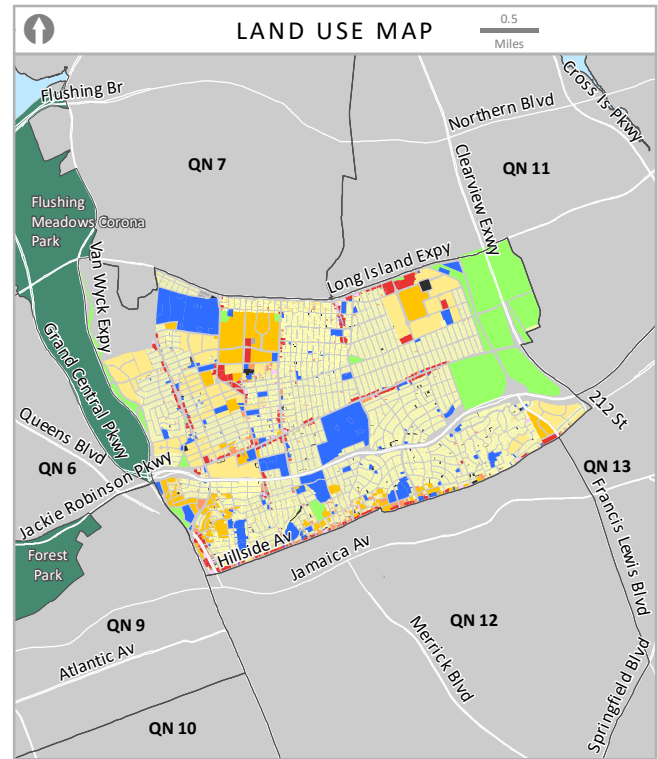 LAND USE MAP
0.5
Miles
Flushing Br
Cross Is Pkwy
Northern Blvd
QN 7
Clearview Expy
QN 11
Flushing
Meadows Corona
Park
Van Wyck Expy
Long Island Expy
Grand Central Pkwy
212 St
Queens Blvd
QN 6
QN 13
Jackie Robinson Pkwy
Francis Lewis Blvd
Hillside Av
Jamaica Av
Forest
Park
QN 9
QN 12
Merrick Blvd
Atlantic Av
Springfield Blvd
QN 10